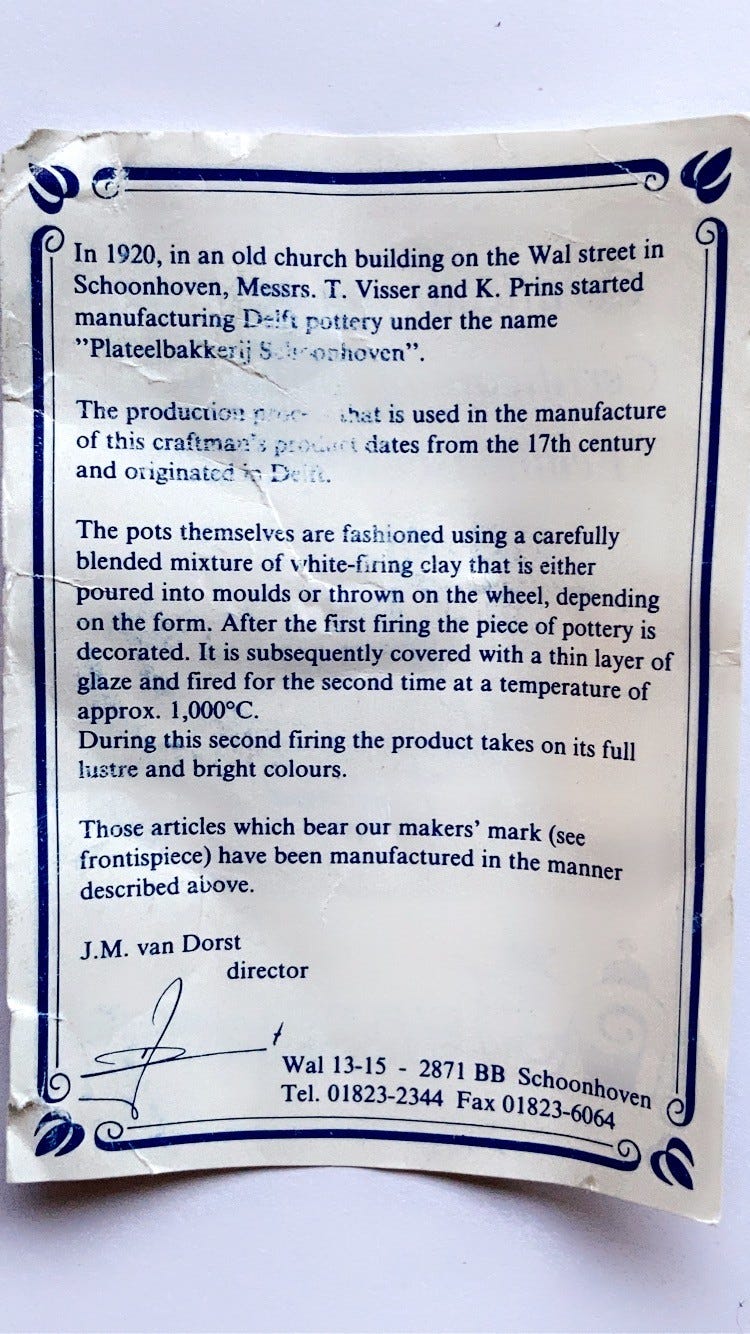 In 1920, in an old church building on the Wal street in
Schoonhoven, Messrs. T. Visser and K. Prins started
manufacturing Delft pottery under the name
”Plateelbakkerij Schoonhoven”.
The production that is used in the manufacture
of this craftman's product dates from the 17th century
and originated in Delft.
The pots themselves are fashioned using a carefully
blended mixture of white-firing clay that is either
poured into moulds or thrown on the wheel, depending
on the form. After the first firing the piece of pottery is
decorated. It is subsequently covered with a thin layer of
glaze and fired for the second time at a temperature of
approx. 1,000°C.
During this second firing the product takes on its full
lustre and bright colours.
Those articles which bear our makers' mark (see
frontispiece) have been manufactured in the manner
described above.
J.M. van Dorst
director
Wal 13-15 - 2871 BB Schoonhoven
Tel. 01823-2344 Fax 01823-6064